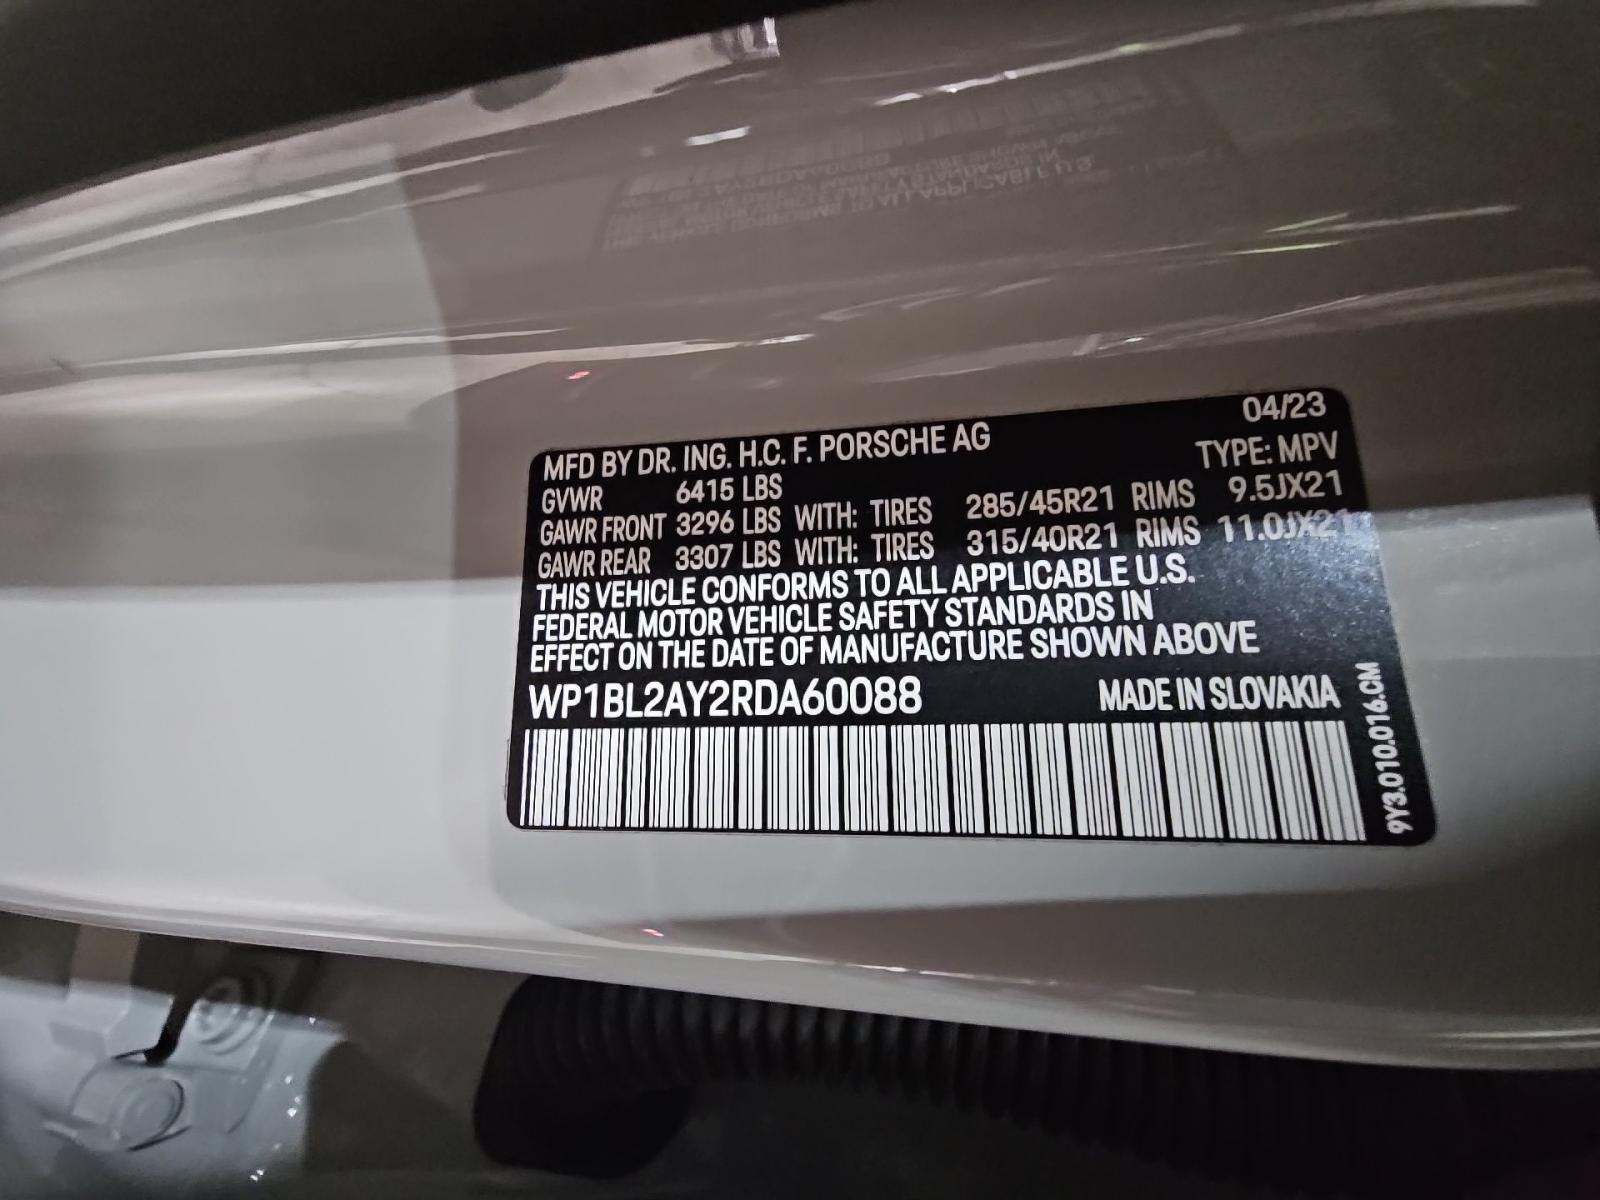 04/23
MFD BY DR. ING. H.C. F. PORSCHE AG TYPE: MPV
GVWR 6415 LBS
GAWR FRONT 3296 LBS WITH: TIRES 285/45R21 RIMS 9.5JX21
GAWR REAR 3307 LBS WITH: TIRES 315/40R21 RIMS 11.0JX21
THIS VEHICLE CONFORMS TO ALL APPLICABLE U.S.
FEDERAL MOTOR VEHICLE SAFETY STANDARDS IN
EFFECT ON THE DATE OF MANUFACTURE SHOWN ABOVE
WP1BL2AY2RDA60088 MADE IN SLOVAKIA
9Y3.010.016.CM